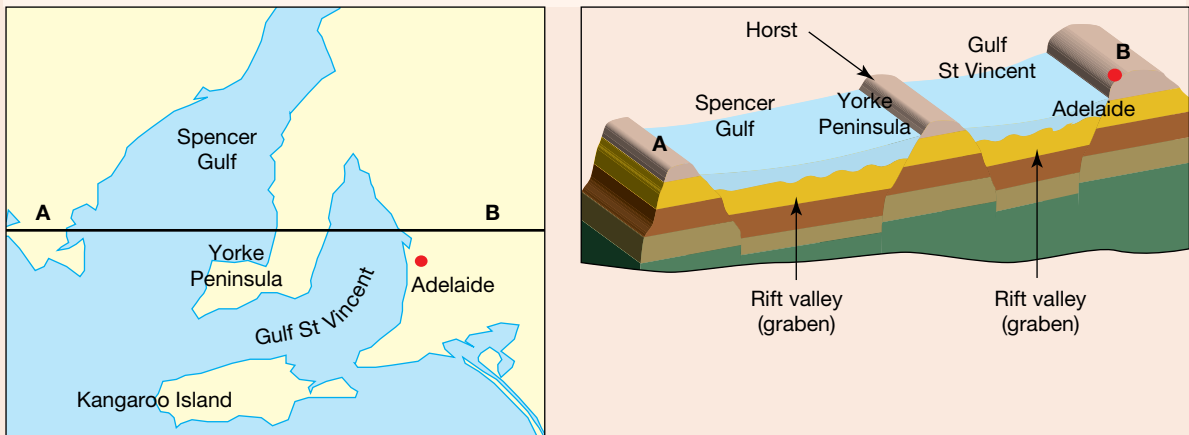 Spencer
Gulf
A
B
Yorke
Peninsula
Adelaide
Gulf St Vincent
Kangaroo Island
Horst
Gulf
St Vincent
B
Spencer
Gulf
Yorke
Peninsula
Adelaide
A
Rift valley
(graben)
Rift valley
(graben)